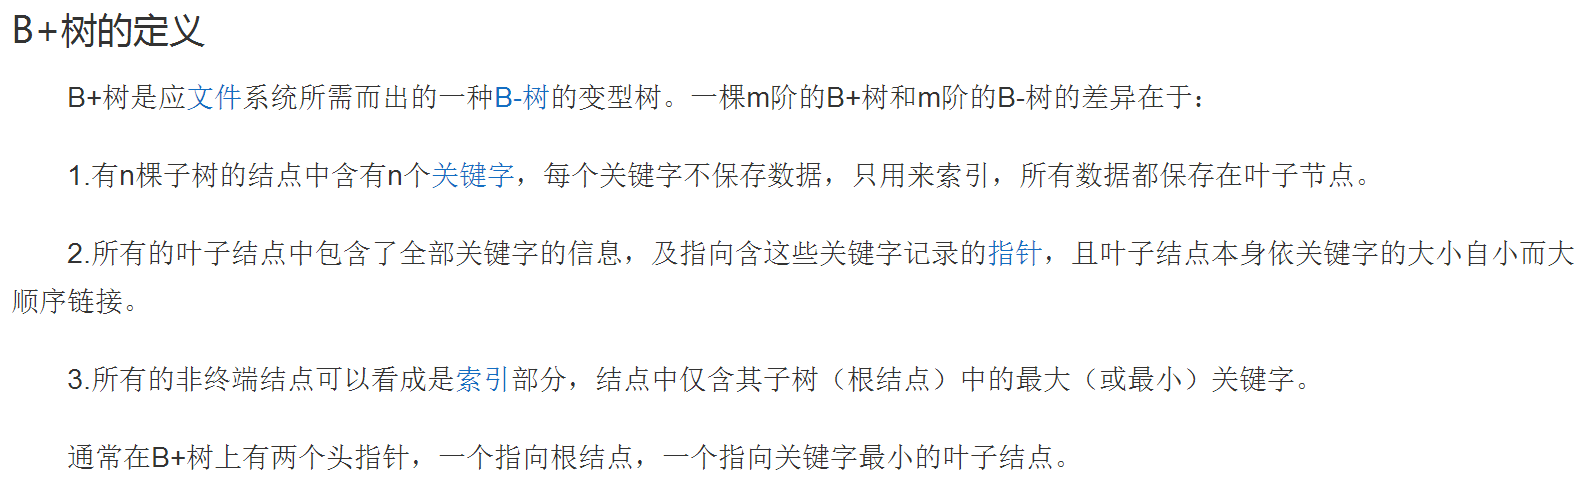 B+树的定义
B+树是应文件系统所需而出的一种B-树的变型树。一棵m阶的B+树和m阶的B-树的差异在于：
1.有n棵子树的结点中含有n个关键字，每个关键字不保存数据，只用来索引，所有数据都保存在叶子节点。
2.所有的叶子结点中包含了全部关键字的信息，及指向含这些关键字记录的指针，且叶子结点本身依关键字的大小自小而大
顺序链接。
3.所有的非终端结点可以看成是索引部分，结点中仅含其子树（根结点）中的最大（或最小）关键字。
通常在B+树上有两个头指针，一个指向根结点，一个指向关键字最小的叶子结点。